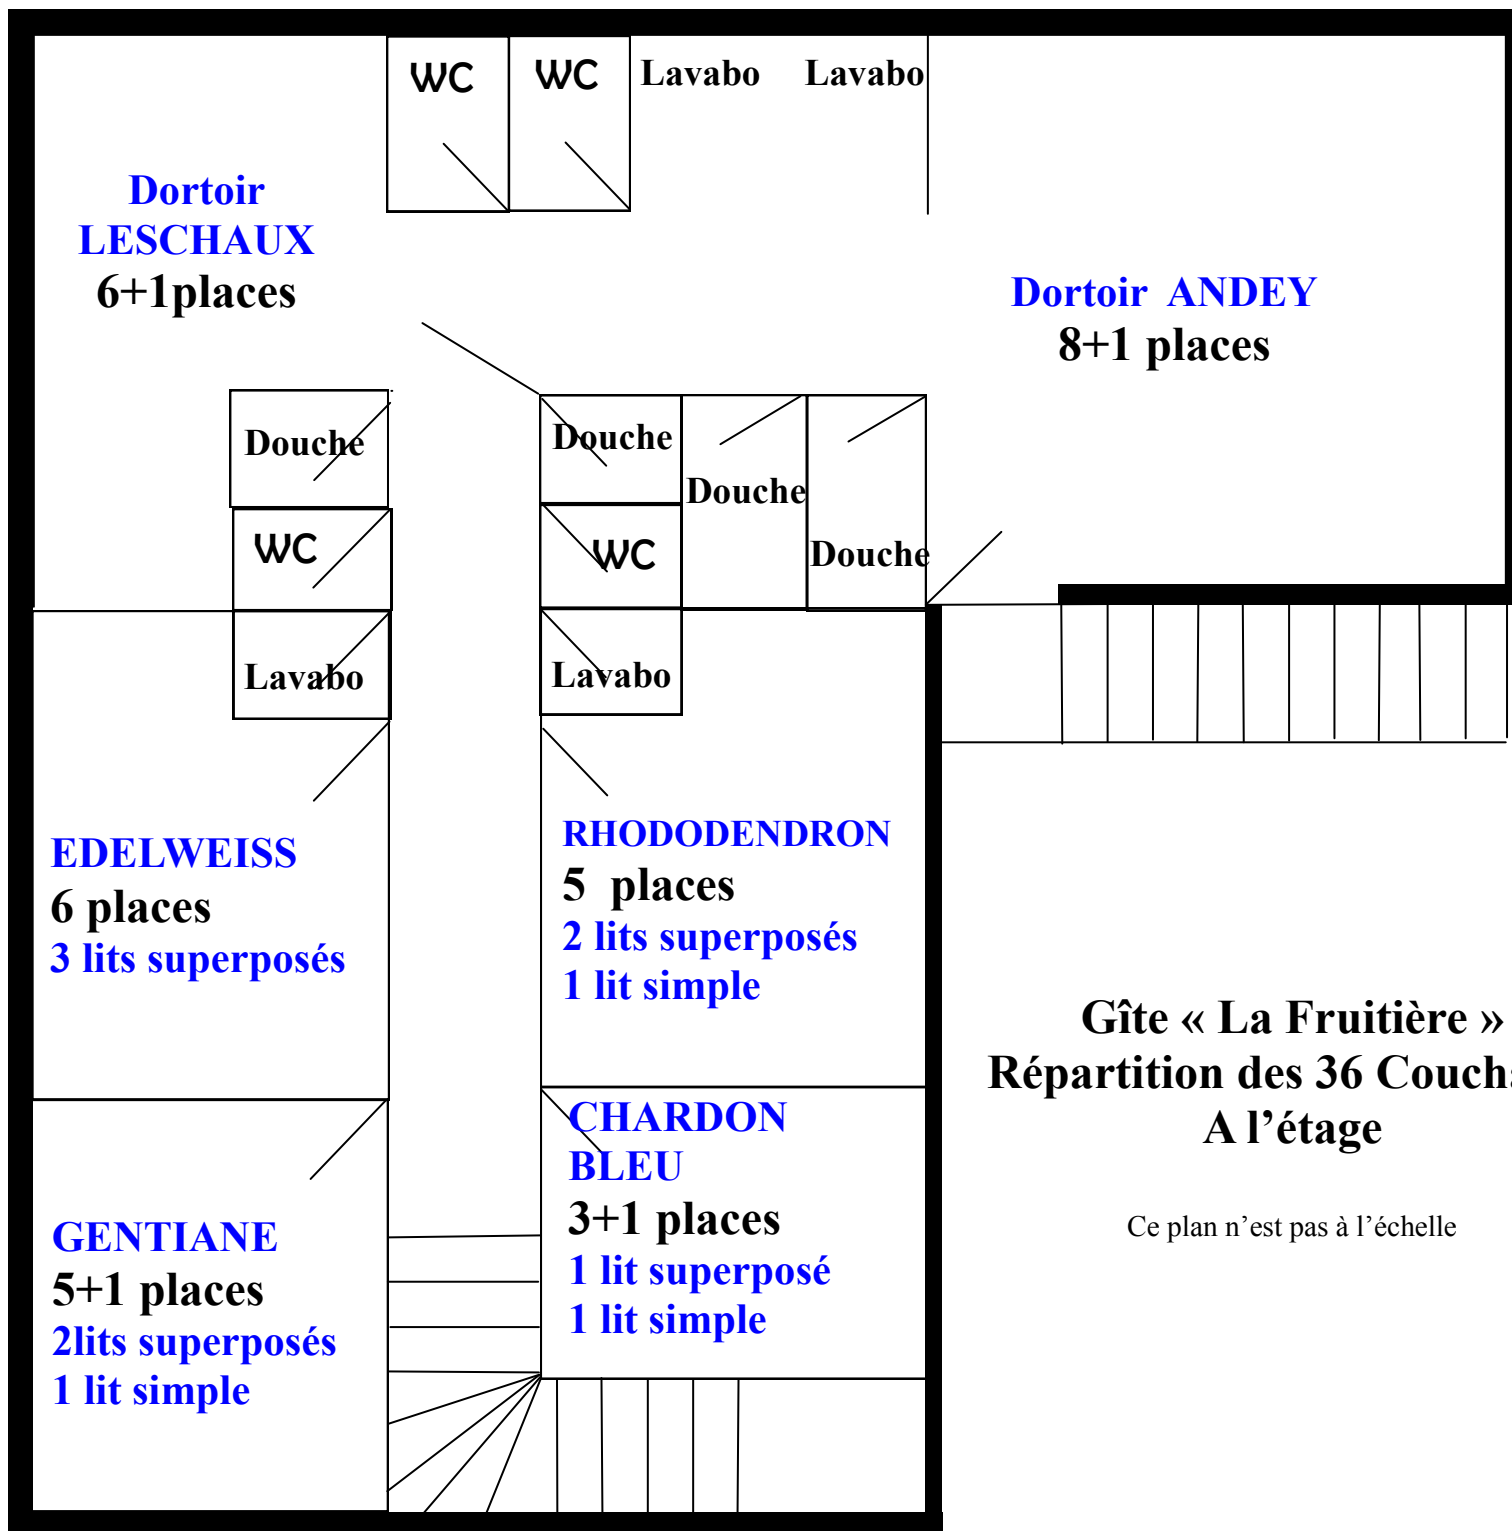 WC
WC
Lavabo Lavabo
Dortoir
LESCHAUX
6+1places
Dortoir ANDEY
8+1 places
Douche
Douche
Douche
Douche
WC
WC
Lavabo
Lavabo
EDELWEISS
6 places
3 lits superposés
RHODODENDRON
5 places
2 lits superposés
1 lit simple
GENTIANE
5+1 places
2lits superposés
1 lit simple
CHARDON
BLEU
3+1 places
1 lit superposé
1 lit simple
Gîte « La Fruitière »
Répartition des 36
A l’étage
Ce plan n’est pas à l’échelle